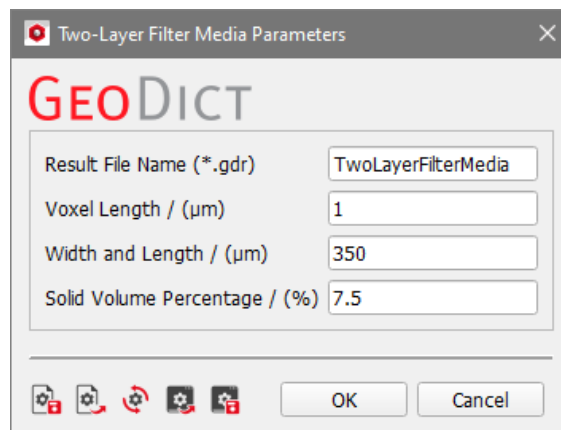 Two-Layer Filter Media Parameters
GEODICT
Result File Name (*.gdr) TwoLayerFilterMedia
Voxel Length / (µm) 1
Width and Length / (µm) 350
Solid Volume Percentage / (%) 7.5
OK Cancel